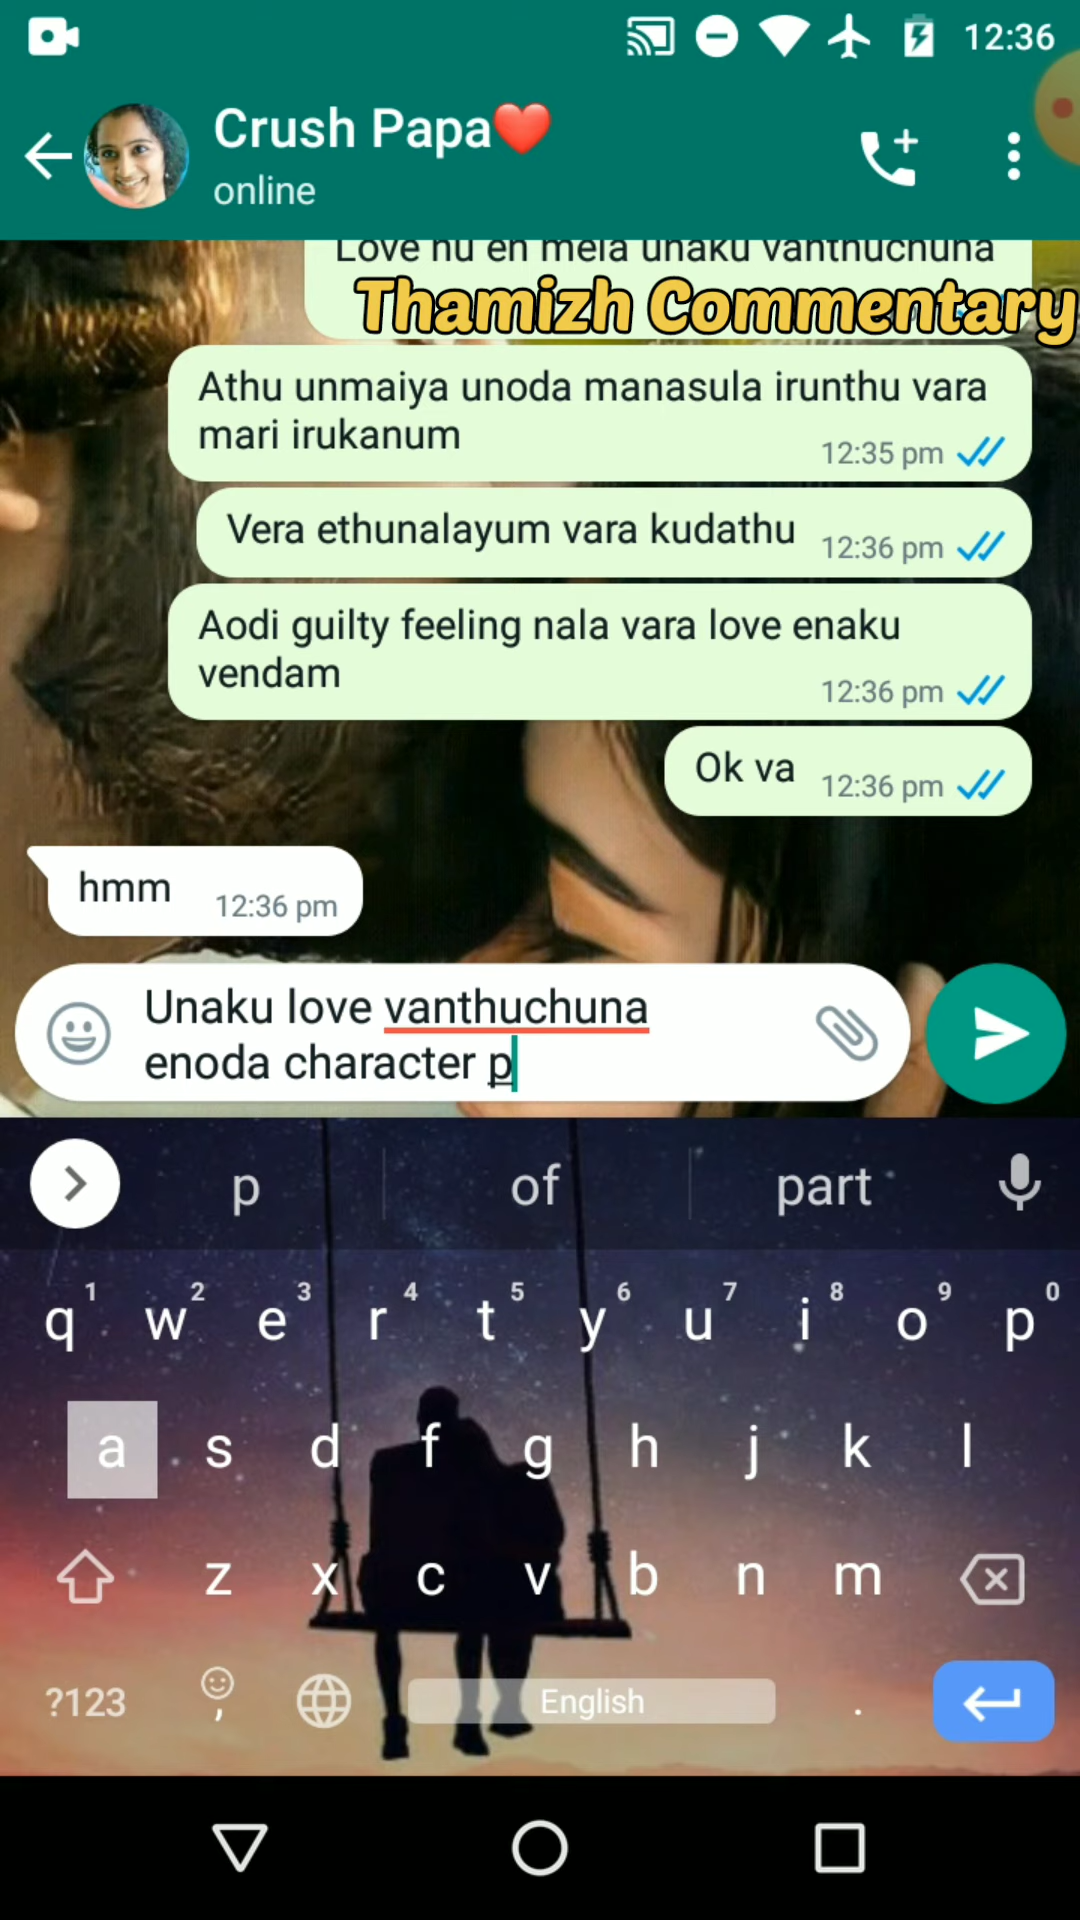 12:36
Crush Papa❤️
online
Love nu en mela unaku vanthuchuna
Thamizh Commentary
Athu unmaiya unoda manasula irunthu vara
mari irukanum
12:35 pm
Vera ethunalayum vara kudathu 12:36 pm
Aodi guilty feeling nala vara love enaku
vendam
12:36 pm
Ok va 12:36 pm
hmm 12:36 pm
Unaku love vanthuchuna
enoda character p
p of part
1 2 3 4 5 6 7 8 9 0
q w e r t y u i o p
a s d f g h j k l
z x c v b n m
?123 , English .